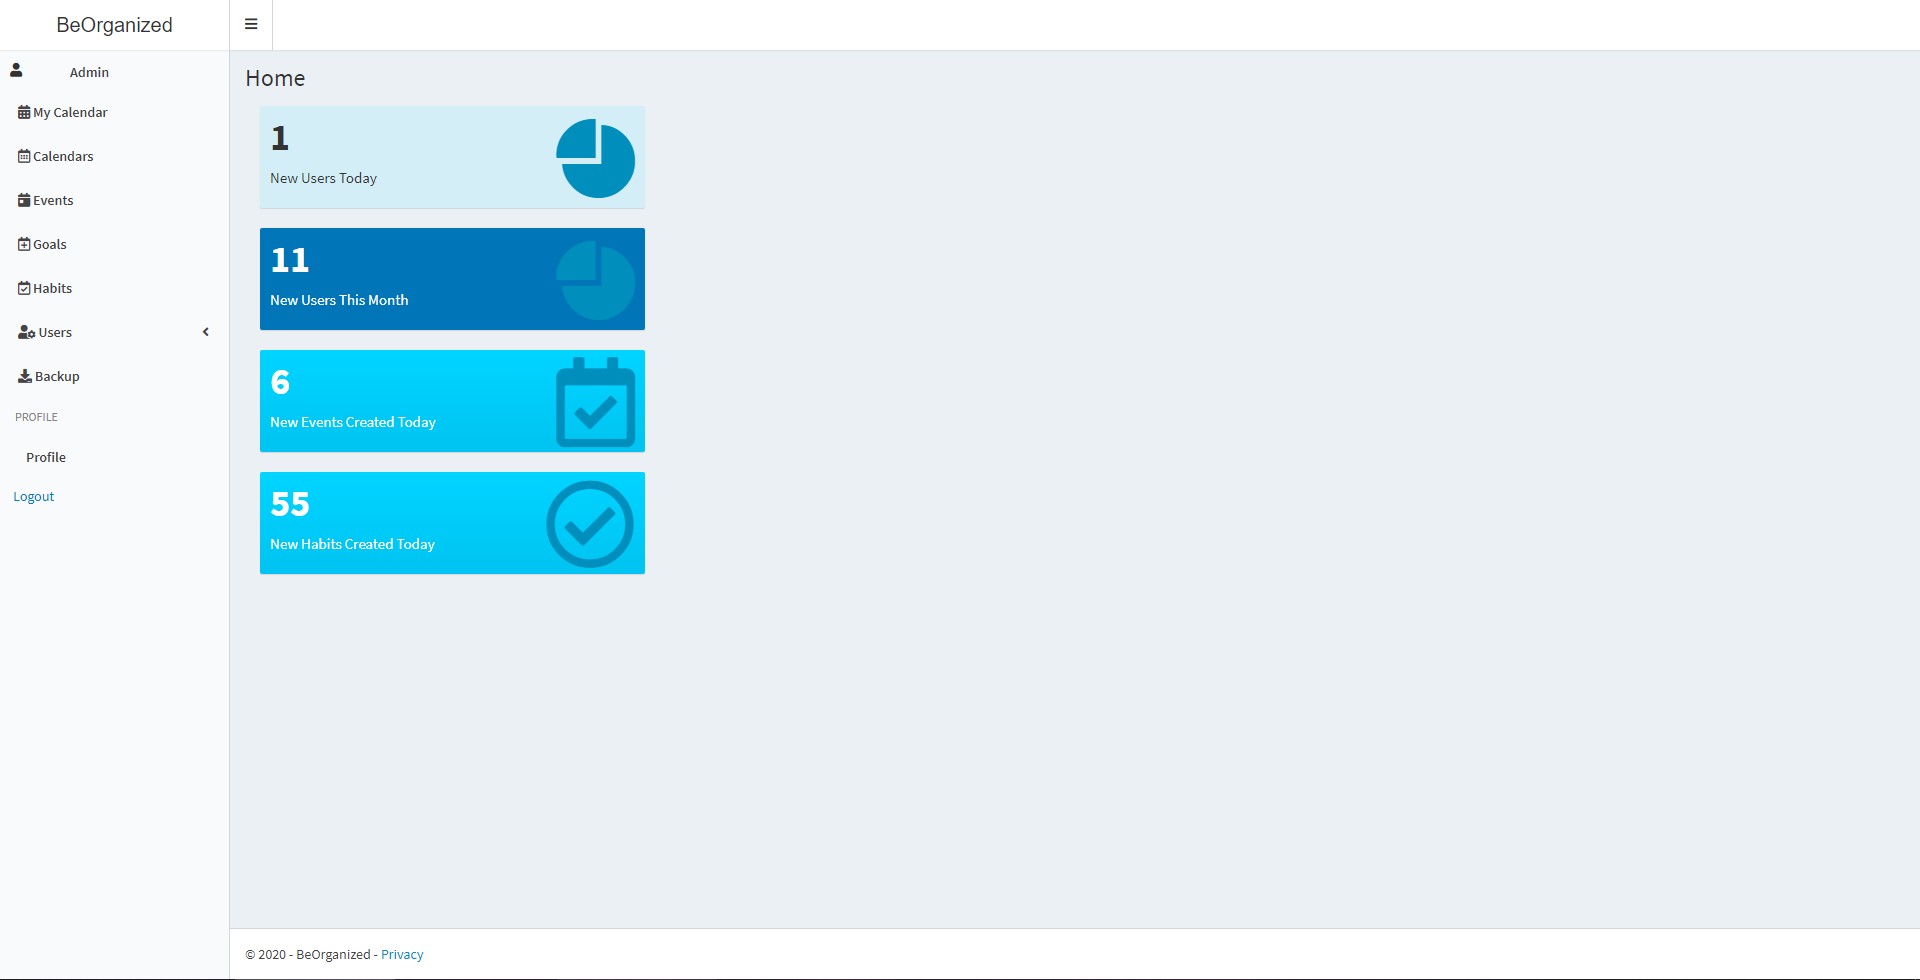 BeOrganized
Admin
My Calendar
Calendars
Events
Goals
Habits
Users
Backup
PROFILE
Profile
Logout
Home
1
New Users Today
11
New Users This Month
6
New Events Created Today
55
New Habits Created Today
© 2020 - BeOrganized - Privacy